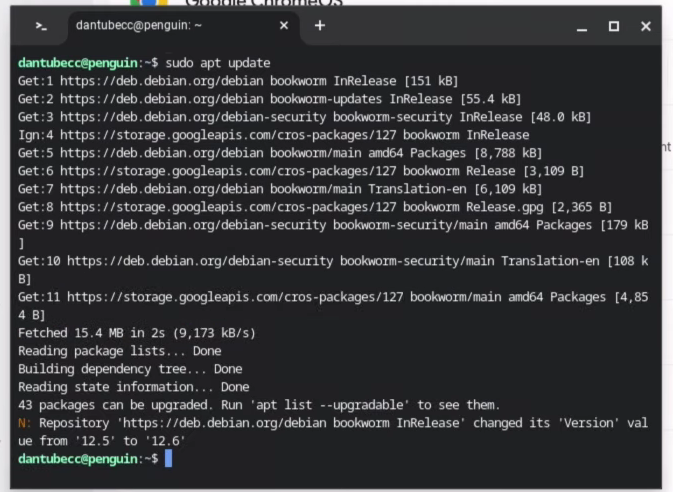 Google ChromeOS
dantubecc@penguin: ~
dantubecc@penguin:~$ sudo apt update
Get:1 https://deb.debian.org/debian bookworm InRelease [151 kB]
Get:2 https://deb.debian.org/debian bookworm-updates InRelease [55.4 kB]
Get:3 https://deb.debian.org/debian-security bookworm-security InRelease [48.0 kB]
Ign:4 https://storage.googleapis.com/cros-packages/127 bookworm InRelease
Get:5 https://deb.debian.org/debian bookworm/main amd64 Packages [8,788 kB]
Get:6 https://storage.googleapis.com/cros-packages/127 bookworm Release [3,109 B]
Get:7 https://deb.debian.org/debian bookworm/main Translation-en [6,109 kB]
Get:8 https://storage.googleapis.com/cros-packages/127 bookworm Release.gpg [2,365 B]
Get:9 https://deb.debian.org/debian-security bookworm-security/main amd64 Packages [179 kB
]
Get:10 https://deb.debian.org/debian-security bookworm-security/main Translation-en [108 k
B]
Get:11 https://storage.googleapis.com/cros-packages/127 bookworm/main amd64 Packages [4,85
4 B]
Fetched 15.4 MB in 2s (9,173 kB/s)
Reading package lists... Done
Building dependency tree... Done
Reading state information... Done
43 packages can be upgraded. Run 'apt list --upgradable' to see them.
N: Repository 'https://deb.debian.org/debian bookworm InRelease' changed its 'Version' val
ue from '12.5' to '12.6'
dantubecc@penguin:~$